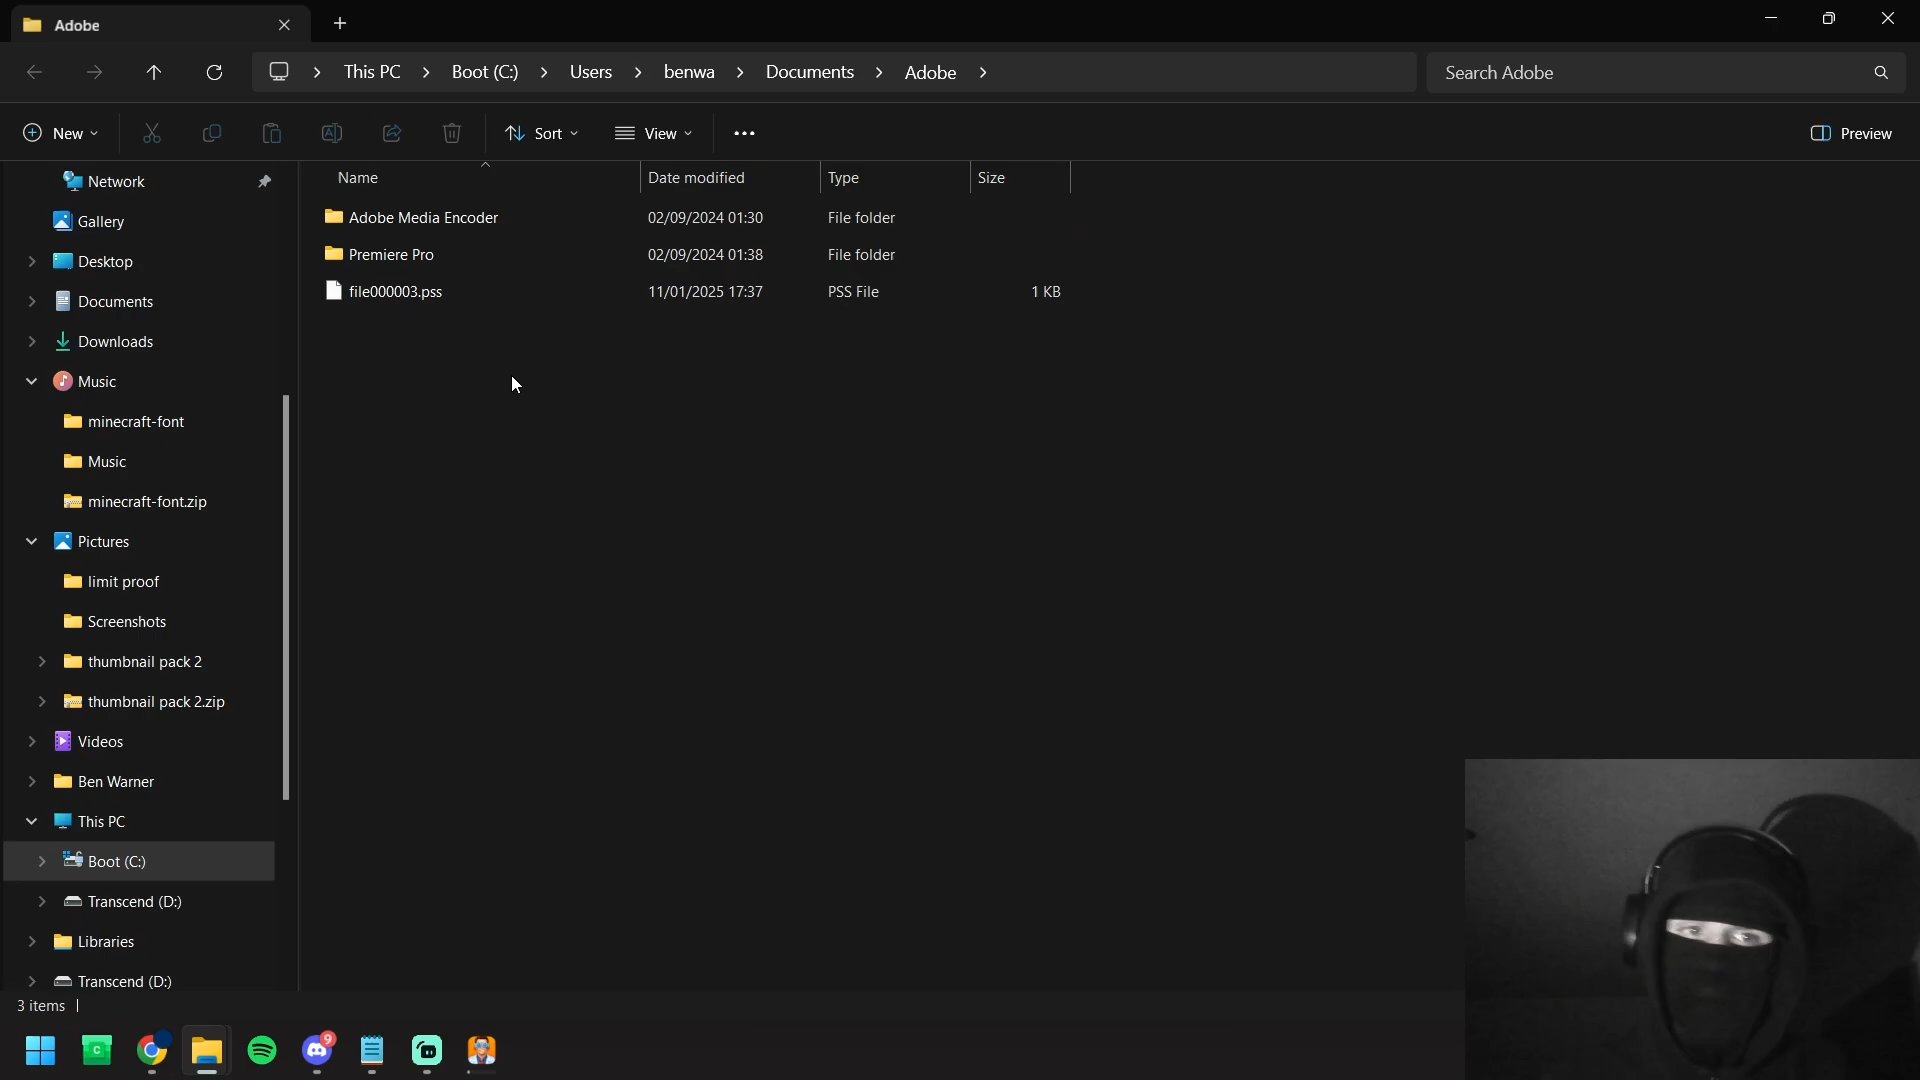 Adobe
This PC > Boot (C:) > Users > benwa > Documents > Adobe >
Search Adobe
New
Sort
View
Preview
Name
Date modified
Type
Size
Adobe Media Encoder
02/09/2024 01:30
File folder
Premiere Pro
02/09/2024 01:38
File folder
file000003.pss
11/01/2025 17:37
PSS File
1 KB
Network
Gallery
Desktop
Documents
Downloads
Music
minecraft-font
Music
minecraft-font.zip
Pictures
limit proof
Screenshots
thumbnail pack 2
thumbnail pack 2.zip
Videos
Ben Warner
This PC
Boot (C:)
Transcend (D:)
Libraries
Transcend (D:)
3 items
C
9